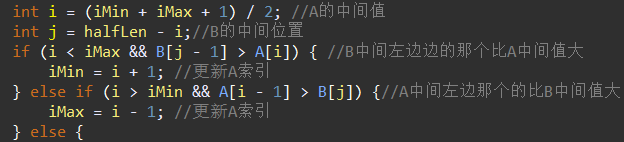 int i = (iMin + iMax + 1) / 2; //A的中间值
int j = halfLen - i;//B的中间位置
if (i < iMax && B[j - 1] > A[i]) { //B中间左边边的那个比A中间值大
iMin = i + 1; //更新A索引
} else if (i > iMin && A[i - 1] > B[j]) {//A中间左边那个的比B中间值大
iMax = i - 1; //更新A索引
} else {